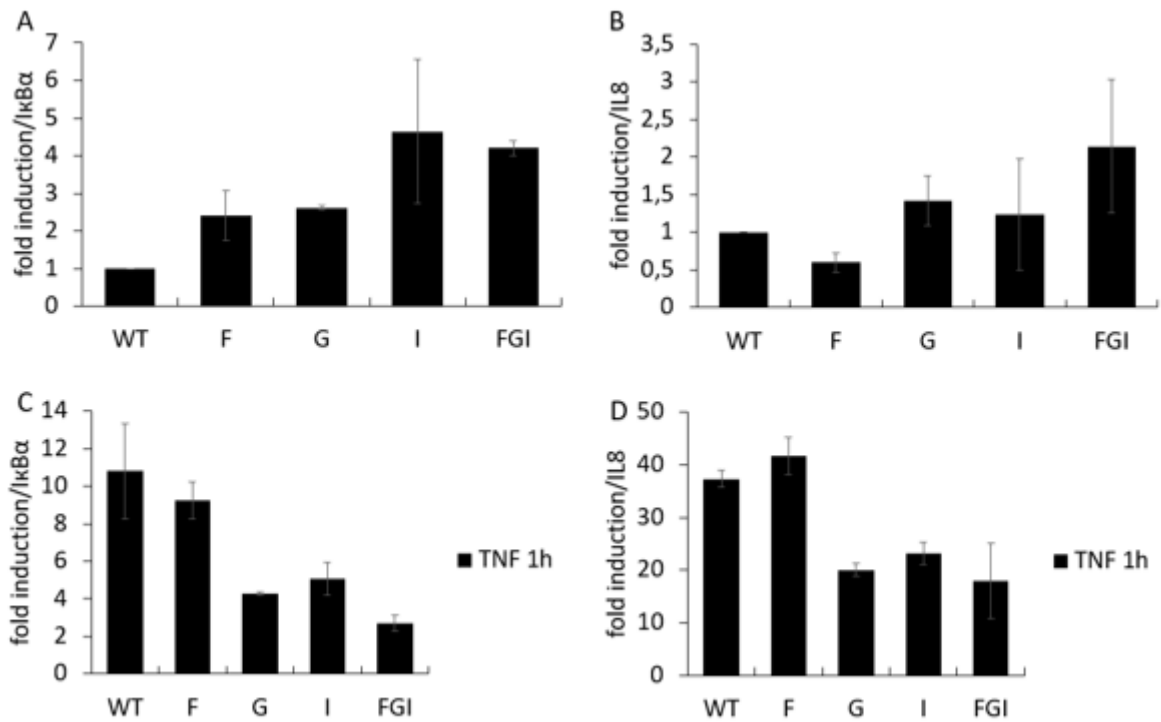 A
fold induction/IκBα
7
6
5
4
3
2
1
0
WT F G I FGI
B
fold induction/IL8
3,5
3
2,5
2
1,5
1
0,5
0
WT F G I FGI
C
fold induction/IκBα
14
12
10
8
6
4
2
0
WT F G I FGI
TNF 1h
D
fold induction/IL8
50
40
30
20
10
0
WT F G I FGI
TNF 1h